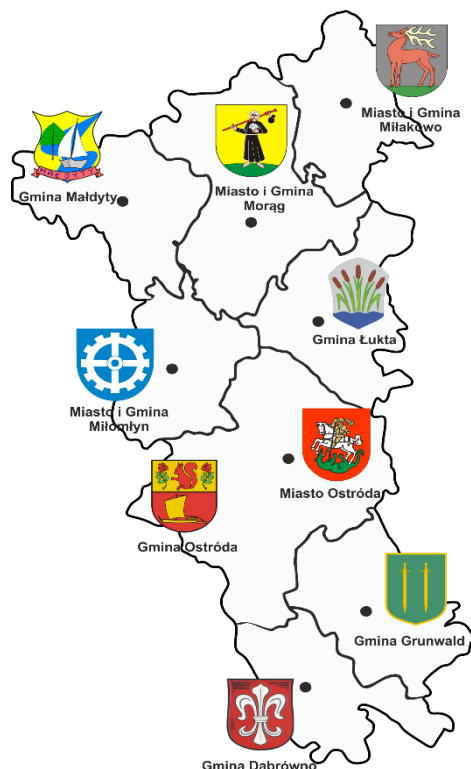 Miasto i Gmina
Miłakowo
MAŁDYTY
Gmina Małdyty
Miasto i Gmina
Morąg
Gmina Łukta
Miasto i Gmina
Miłomłyn
Miasto Ostróda
Gmina Ostróda
Gmina Grunwald
Gmina Dąbrówno